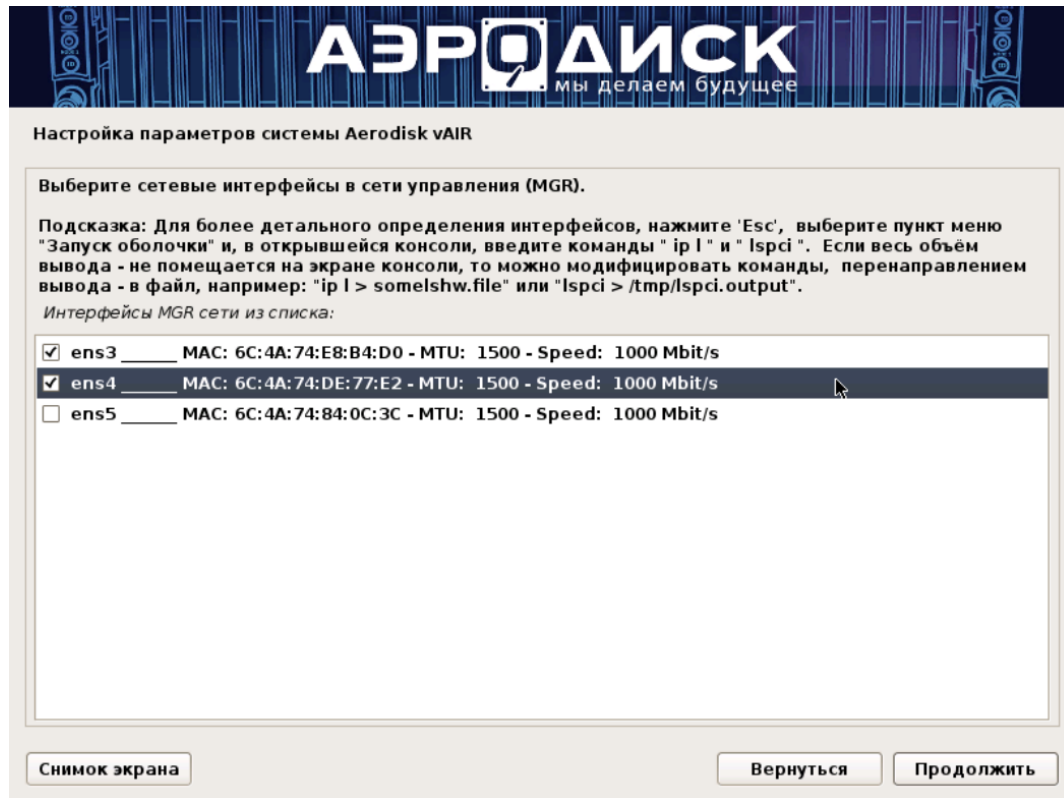 АЭРОДИСК
мы делаем будущее
Настройка параметров системы Aerodisk vAIR
Выберите сетевые интерфейсы в сети управления (MGR).
Подсказка: Для более детального определения интерфейсов, нажмите 'Esc', выберите пункт меню
"Запуск оболочки" и, в открывшейся консоли, введите команды " ip l " и " lspci ". Если весь объём
вывода - не помещается на экране консоли, то можно модифицировать команды, перенаправлением
вывода - в файл, например: "ip l > somelshw.file" или "lspci > /tmp/lspci.output".
Интерфейсы MGR сети из списка:
ens3 ______ MAC: 6C:4A:74:E8:B4:D0 - MTU: 1500 - Speed: 1000 Mbit/s
ens4 ______ MAC: 6C:4A:74:DE:77:E2 - MTU: 1500 - Speed: 1000 Mbit/s
ens5 ______ MAC: 6C:4A:74:84:0C:3C - MTU: 1500 - Speed: 1000 Mbit/s
Снимок экрана
Вернуться
Продолжить